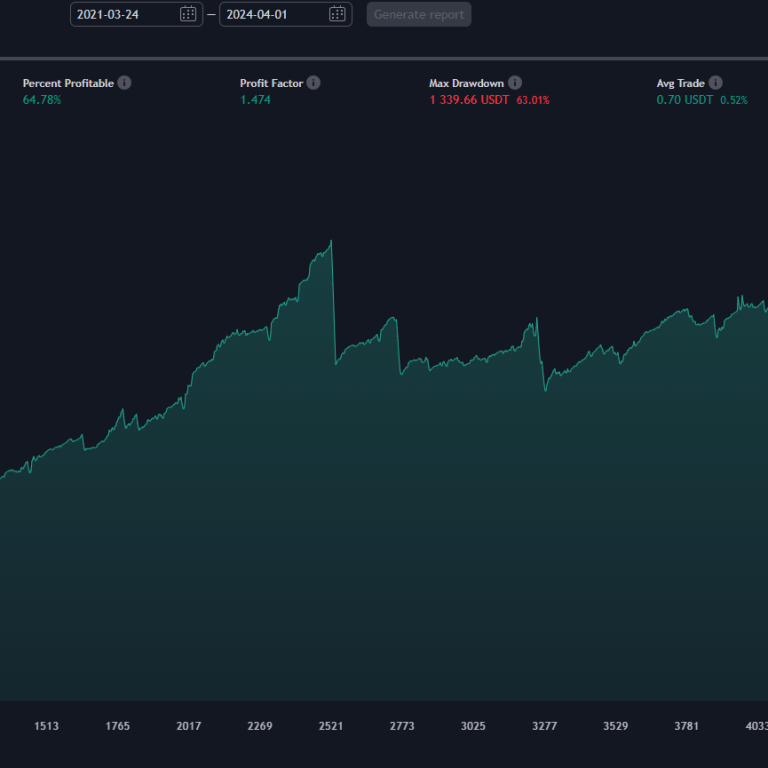 2021-03-24 — 2024-04-01 Generate report
Percent Profitable Profit Factor Max Drawdown Avg Trade
64.78% 1.474 1 339.66 USDT 63.01% 0.70 USDT 0.52%
1513 1765 2017 2269 2521 2773 3025 3277 3529 3781 4033